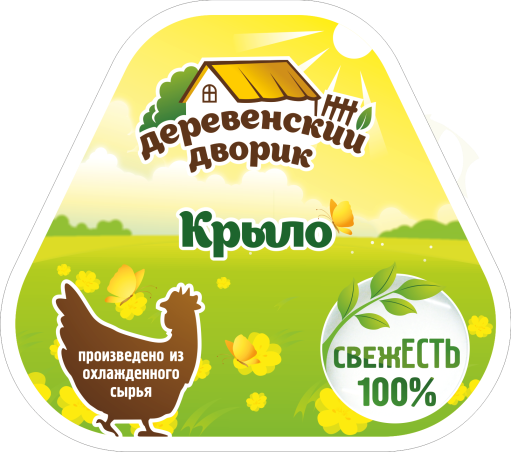 деревенский
дворик
Крыло
произведено из
охлажденного
сырья
свежЕСТЬ
100%